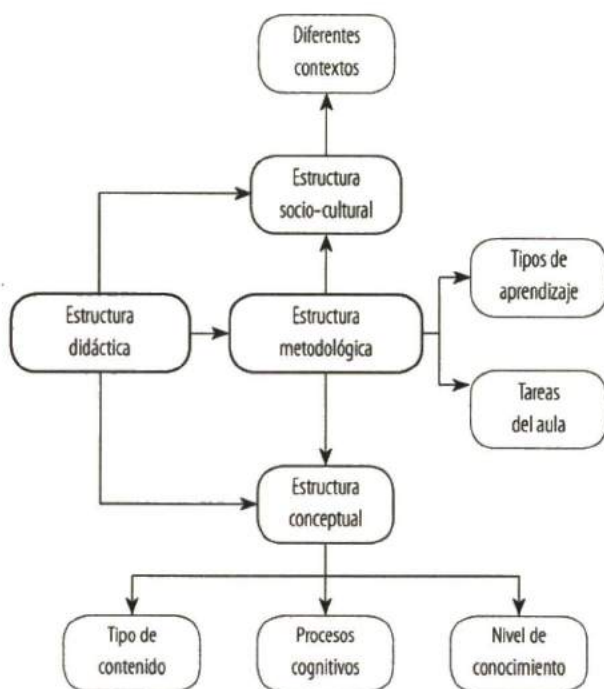 Diferentes
contextos
Estructura
socio-cultural
Tipos de
aprendizaje
Estructura
didáctica
Estructura
metodológica
Tareas
del aula
Estructura
conceptual
Tipo de
contenido
Procesos
cognitivos
Nivel de
conocimiento